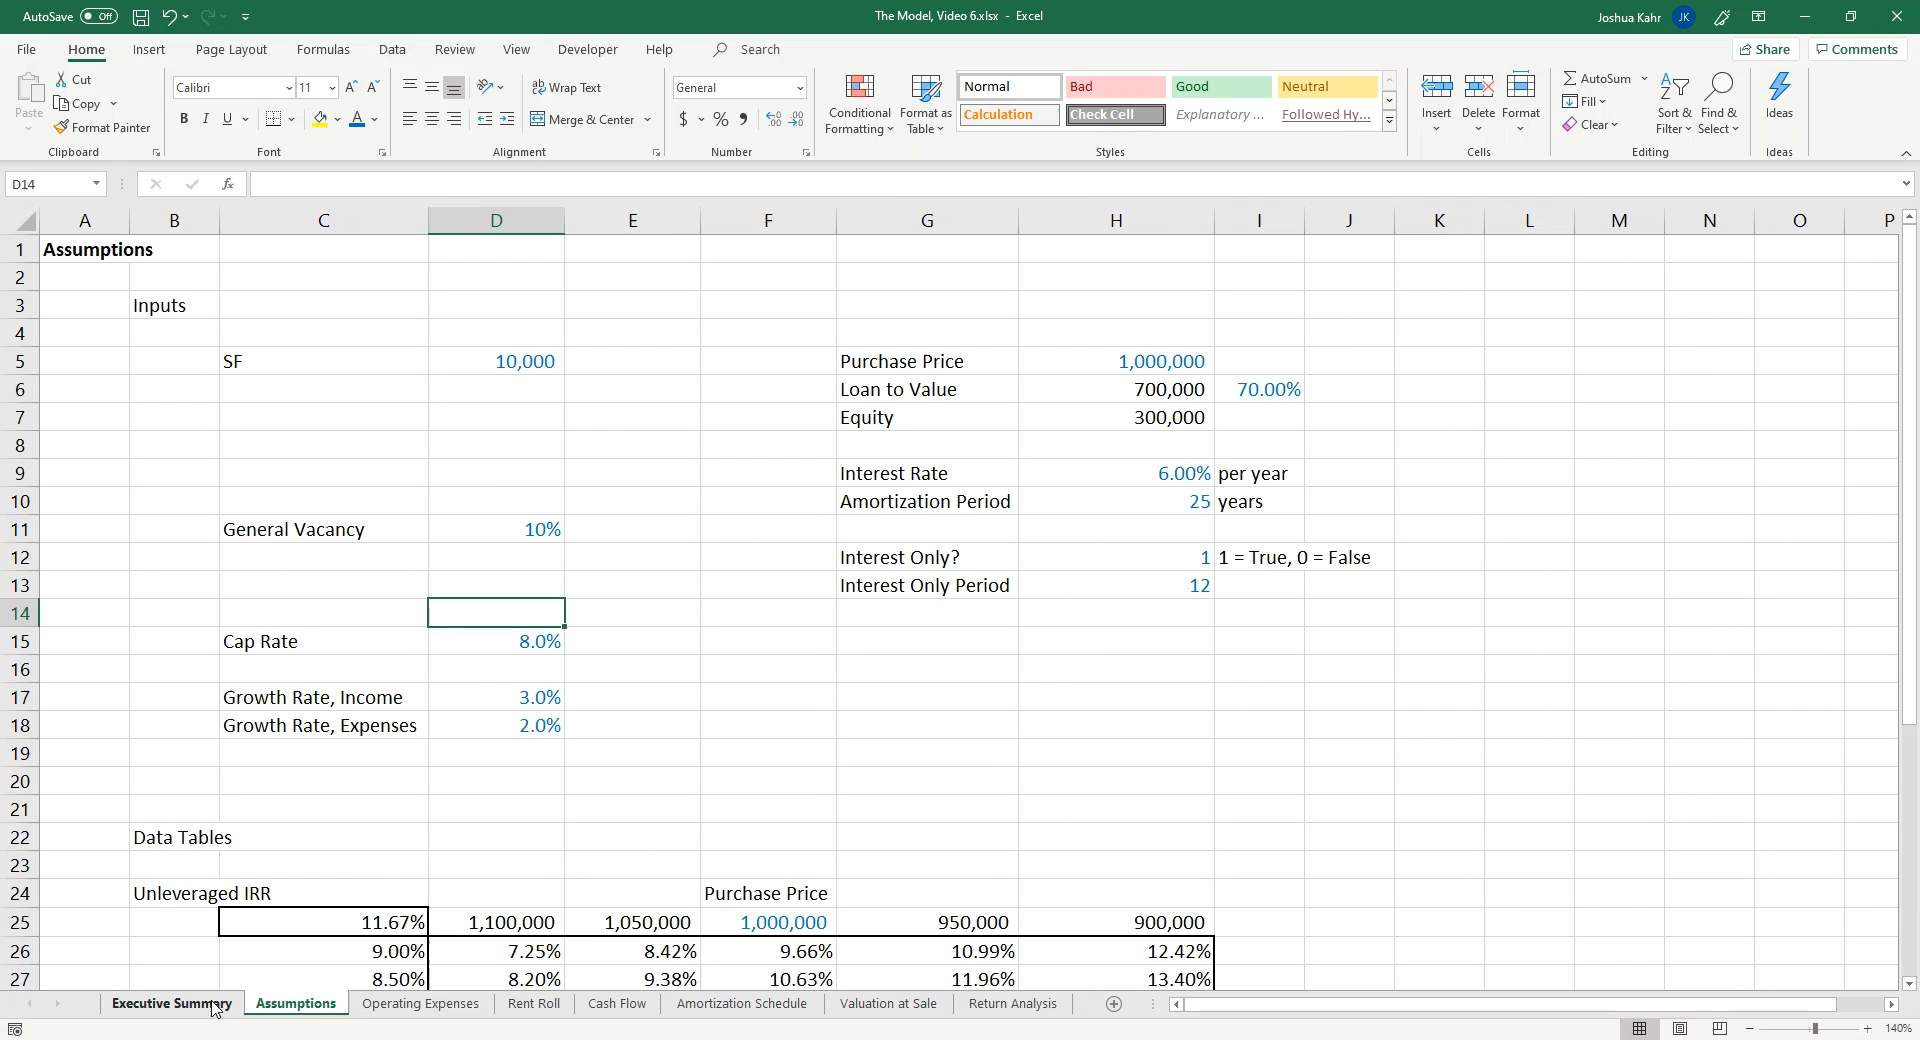 AutoSave Off The Model, Video 6.xlsx - Excel Joshua Kahr JK
File Home Insert Page Layout Formulas Data Review View Developer Help Search Share Comments
Paste
Cut
Copy
Format Painter
Clipboard
Calibri 11 A A
B I U A
Font
ab Wrap Text
Merge & Center
Alignment
General
$ % 9 .00 .00
Number
Conditional Formatting
Format as Table
Normal Bad Good Neutral
Calculation Check Cell Explanatory ... Followed Hy...
Styles
Insert Delete Format
Cells
AutoSum
Fill
Clear
Sort & Filter
Find & Select
Editing
Ideas
Ideas
D14 fx
A B C D E F G H I J K L M N O P
1 Assumptions
2
3 Inputs
4
5 SF 10,000 Purchase Price 1,000,000
6 Loan to Value 700,000 70.00%
7 Equity 300,000
8
9 Interest Rate 6.00% per year
10 Amortization Period 25 years
11 General Vacancy 10%
12 Interest Only? 1 1 = True, 0 = False
13 Interest Only Period 12
14
15 Cap Rate 8.0%
16
17 Growth Rate, Income 3.0%
18 Growth Rate, Expenses 2.0%
19
20
21
22 Data Tables
23
24 Unleveraged IRR Purchase Price
25 11.67% 1,100,000 1,050,000 1,000,000 950,000 900,000
26 9.00% 7.25% 8.42% 9.66% 10.99% 12.42%
27 8.50% 8.20% 9.38% 10.63% 11.96% 13.40%
Executive Summary Assumptions Operating Expenses Rent Roll Cash Flow Amortization Schedule Valuation at Sale Return Analysis
140%